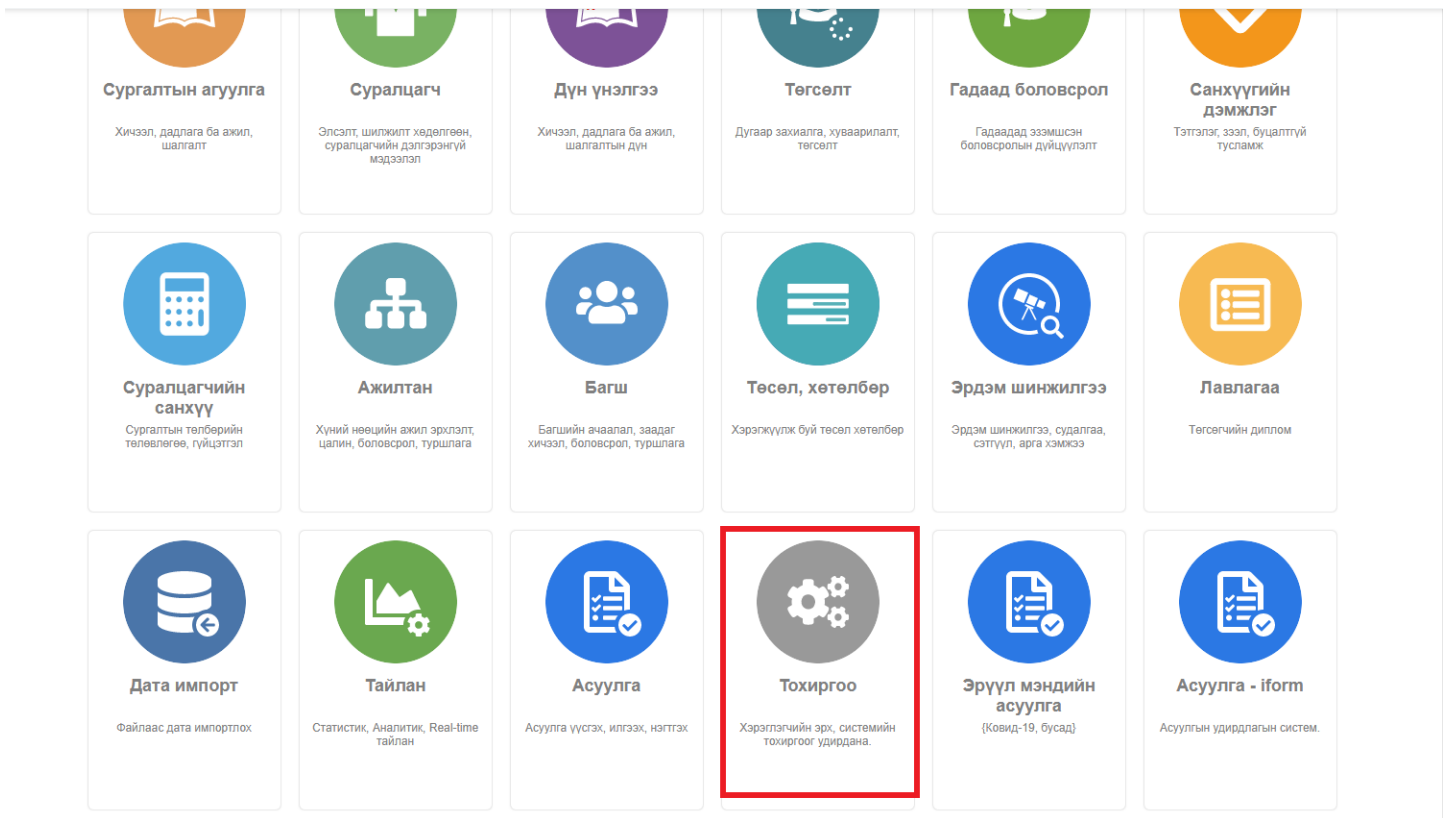 Сургалтын агуулга
Хичээл, дадлага ба ажил,
шалгалт
Суралцагч
Элсэлт, шилжилт хөдөлгөөн,
суралцагчийн дэлгэрэнгүй
мэдээлэл
Дүн үнэлгээ
Хичээл, дадлага ба ажил,
шалгалтын дүн
Төгсөлт
Дугаар захиалга, хуваарилалт,
төгсөлт
Гадаад боловсрол
Гадаадад эзэмшсэн
боловсролын дүйцүүлэлт
Санхүүгийн
дэмжлэг
Тэтгэлэг, зээл, буцалтгүй
тусламж
Суралцагчийн
санхүү
Сургалтын төлбөрийн
төлөвлөгөө, гүйцэтгэл
Ажилтан
Хүний нөөцийн ажил эрхлэлт,
цалин, боловсрол, туршлага
Багш
Багшийн ачаалал, заадаг
хичээл, боловсрол, туршлага
Төсөл, хөтөлбөр
Хэрэгжүүлж буй төсөл хөтөлбөр
Эрдэм шинжилгээ
Эрдэм шинжилгээ, судалгаа,
сэтгүүл, арга хэмжээ
Лавлагаа
Төгсөгчийн диплом
Дата импорт
Файлаас дата импортлох
Тайлан
Статистик, Аналитик, Real-time
тайлан
Асуулга
Асуулга үүсгэх, илгээх, нэгтгэх
Тохиргоо
Хэрэглэгчийн эрх, системийн
тохиргоог удирдана.
Эрүүл мэндийн
асуулга
{Ковид-19, бусад}
Асуулга - iform
Асуулгын удирдлагын систем.